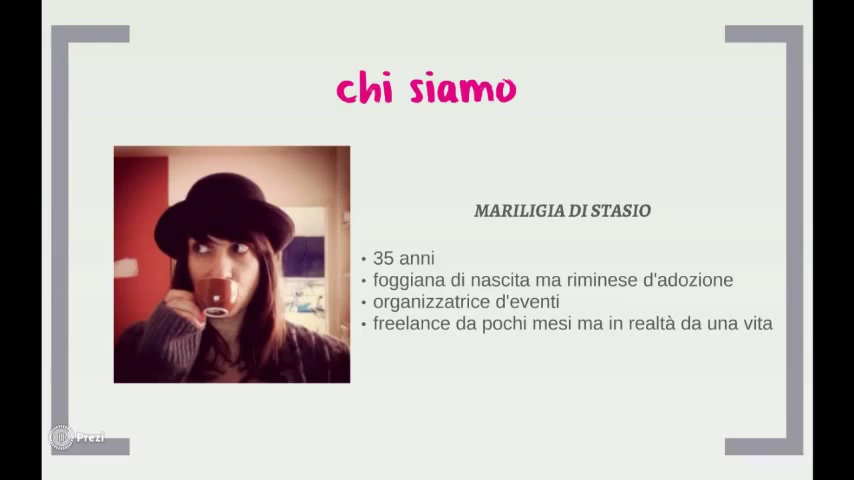 chi siamo
MARILIGIA DI STASIO
• 35 anni
• foggiana di nascita ma riminese d'adozione
• organizzatrice d'eventi
• freelance da pochi mesi ma in realtà da una vita
Prezi